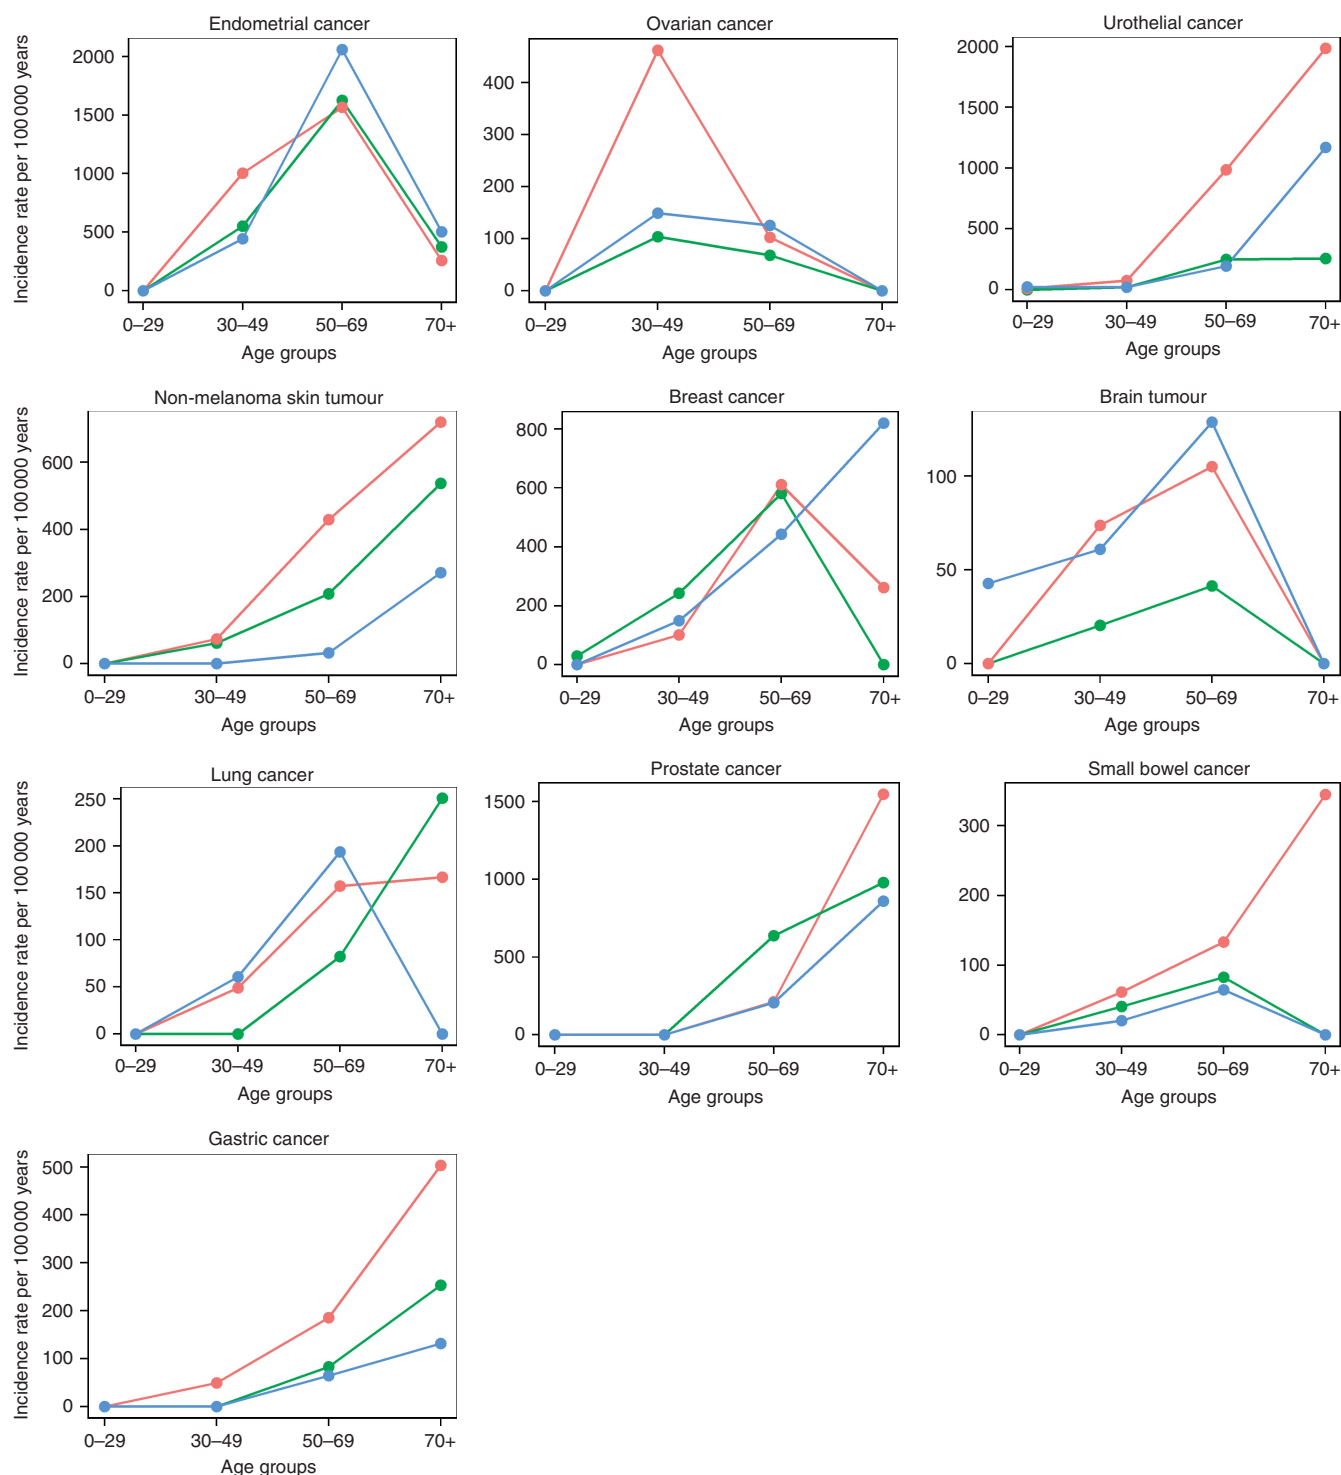 Endometrial cancer
Incidence rate per 100 000 years
2000
1500
1000
500
0
0–29 30–49 50–69 70+
Age groups
Ovarian cancer
400
300
200
100
0
0–29 30–49 50–69 70+
Age groups
Urothelial cancer
2000
1500
1000
500
0
0–29 30–49 50–69 70+
Age groups
Non-melanoma skin tumour
Incidence rate per 100 000 years
600
400
200
0
0–29 30–49 50–69 70+
Age groups
Breast cancer
800
600
400
200
0
0–29 30–49 50–69 70+
Age groups
Brain tumour
100
50
0
0–29 30–49 50–69 70+
Age groups
Lung cancer
Incidence rate per 100 000 years
250
200
150
100
50
0
0–29 30–49 50–69 70+
Age groups
Prostate cancer
1500
1000
500
0
0–29 30–49 50–69 70+
Age groups
Small bowel cancer
300
200
100
0
0–29 30–49 50–69 70+
Age groups
Gastric cancer
Incidence rate per 100 000 years
500
400
300
200
100
0
0–29 30–49 50–69 70+
Age groups